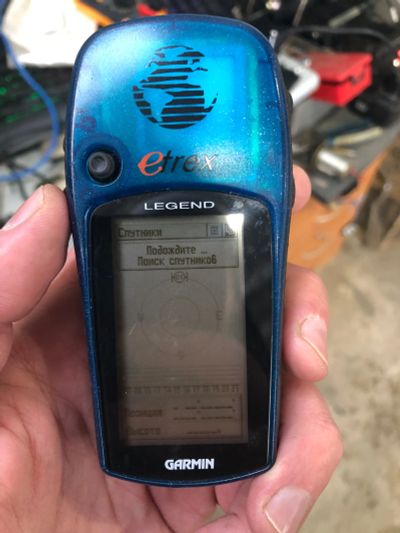 etrex
LEGEND
Спутники
Подождите ...
Поиск спутников
Позиция
Высота
GARMIN